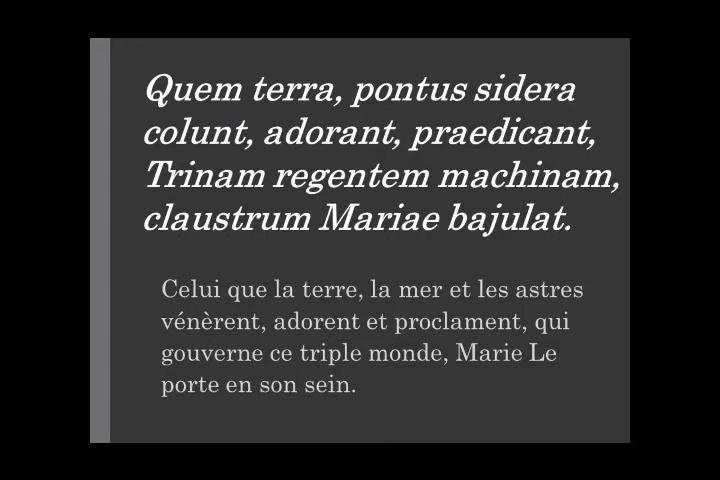 Quem terra, pontus sidera
colunt, adorant, praedicant,
Trinam regentem machinam,
claustrum Mariae bajulat.
Celui que la terre, la mer et les astres
vénèrent, adorent et proclament, qui
gouverne ce triple monde, Marie Le
porte en son sein.